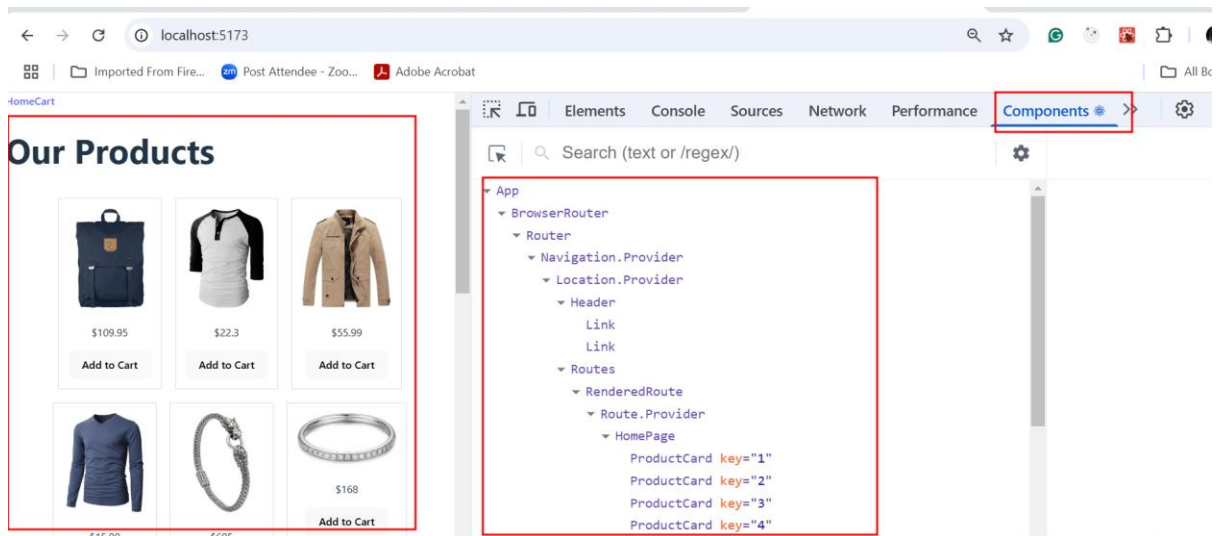 localhost:5173
Imported From Fire... zm Post Attendee - Zoo... Adobe Acrobat All Bo
HomeCart
Elements Console Sources Network Performance Components
Our Products
Search (text or /regex/)
$109.95 $22.3 $55.99
Add to Cart Add to Cart Add to Cart
$168
Add to Cart
App
BrowserRouter
Router
Navigation.Provider
Location.Provider
Header
Link
Link
Routes
RenderedRoute
Route.Provider
HomePage
ProductCard key="1"
ProductCard key="2"
ProductCard key="3"
ProductCard key="4"